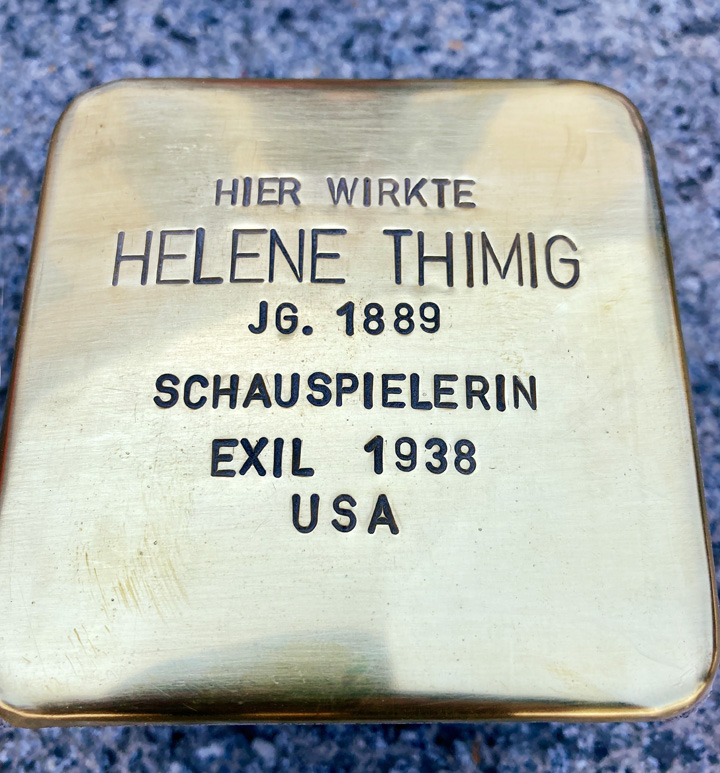 HIER WIRKTE
HELENE THIMIG
JG. 1889
SCHAUSPIELERIN
EXIL 1938
USA